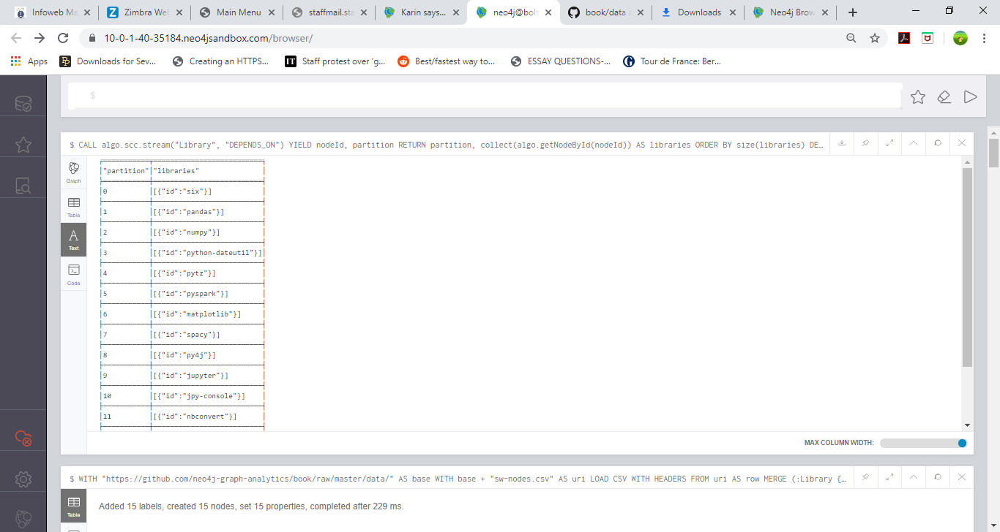 Infoweb Ma
Zimbra We
Main Menu
staffmail.sta
Karin says...
neo4j@bolt
book/data a
Downloads
Neo4j Brow
10-0-1-40-35184.neo4jsandbox.com/browser/
Apps
Downloads for Sev...
Creating an HTTPS...
IT Staff protest over 'g...
Best/fastest way to...
ESSAY QUESTIONS-...
Tour de France: Ber...
$
$ CALL algo.scc.stream("Library", "DEPENDS_ON") YIELD nodeId, partition RETURN partition, collect(algo.getNodeById(nodeId)) AS libraries ORDER BY size(libraries) DE...
Graph
Table
Text
Code
"partition" "libraries"
0 [{"id":"six"}]
1 [{"id":"pandas"}]
2 [{"id":"numpy"}]
3 [{"id":"python-dateutil"}]
4 [{"id":"pytz"}]
5 [{"id":"pyspark"}]
6 [{"id":"matplotlib"}]
7 [{"id":"spacy"}]
8 [{"id":"py4j"}]
9 [{"id":"jupyter"}]
10 [{"id":"jpy-console"}]
11 [{"id":"nbconvert"}]
MAX COLUMN WIDTH:
$ WITH "https://github.com/neo4j-graph-analytics/book/raw/master/data/" AS base WITH base + "sw-nodes.csv" AS uri LOAD CSV WITH HEADERS FROM uri AS row MERGE (:Library {...
Table
Added 15 labels, created 15 nodes, set 15 properties, completed after 229 ms.